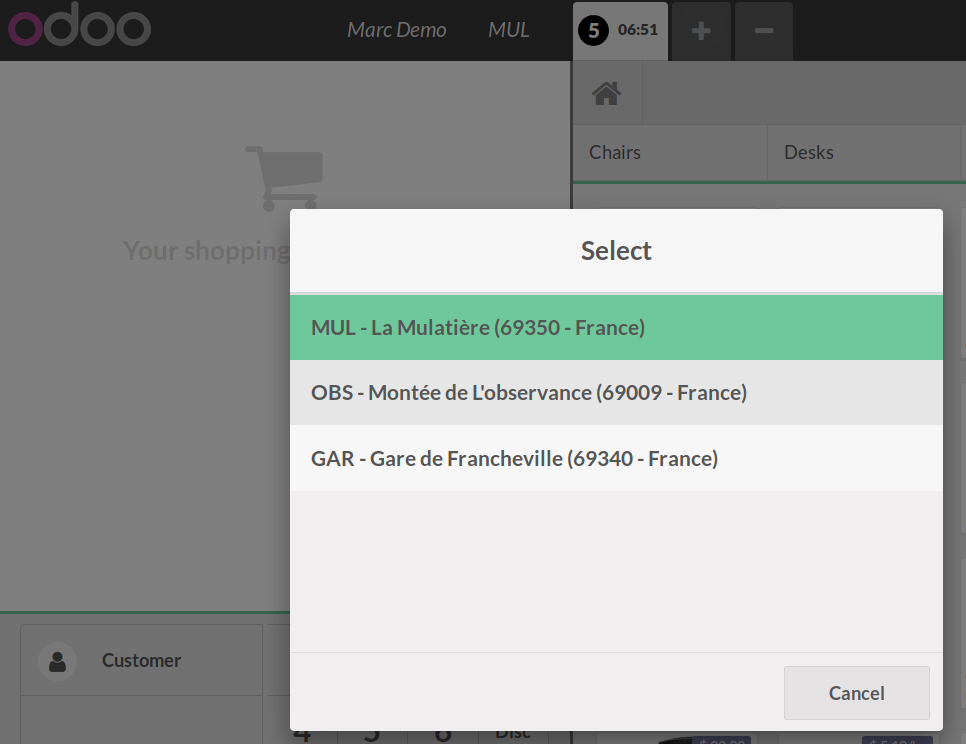 odoo
Marc Demo MUL 5 06:51 + −
Chairs Desks
Your shopping
Select
MUL - La Mulatière (69350 - France)
OBS - Montée de L'observance (69009 - France)
GAR - Gare de Francheville (69340 - France)
Customer
Cancel
4 5 6 Disc